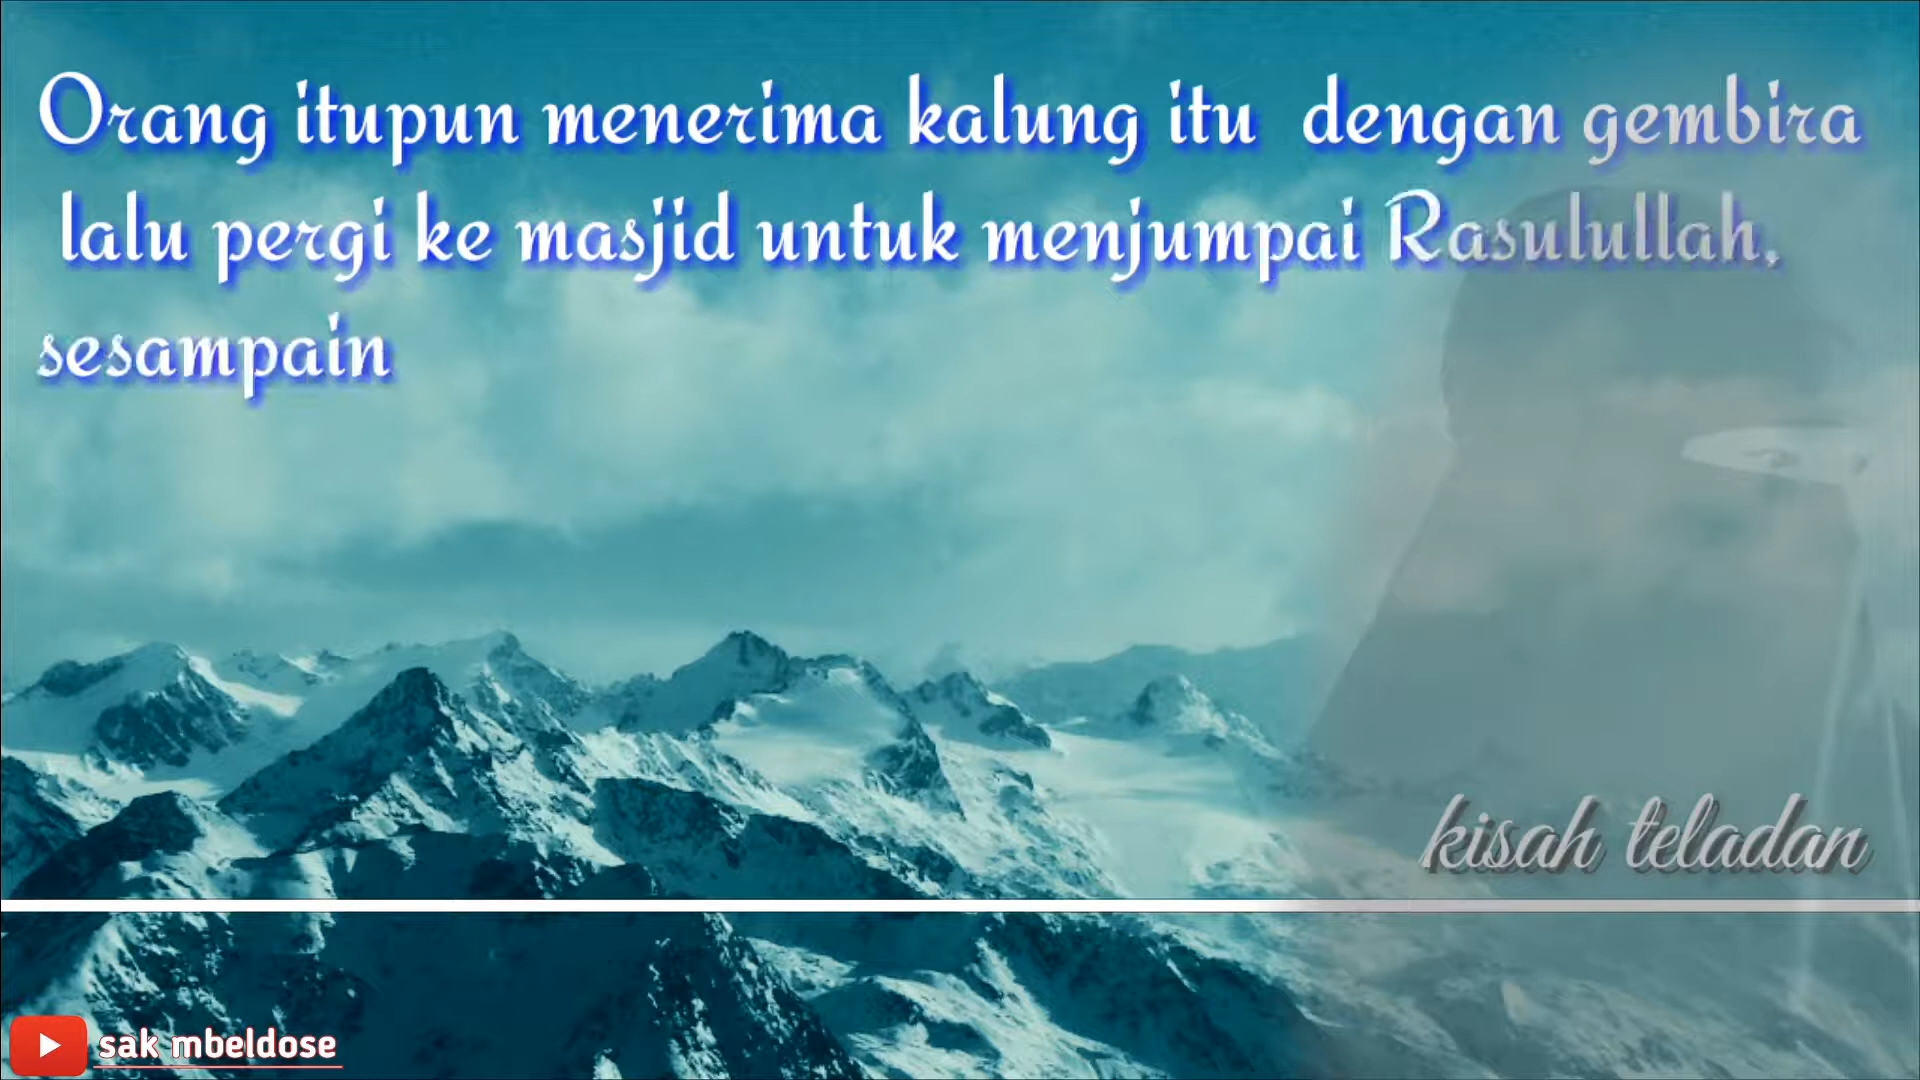 Orang itupun menerima kalung itu dengan gembira
lalu pergi ke masjid untuk menjumpai Rasulullah,
sesampain
kisah teladan
sak mbeldose